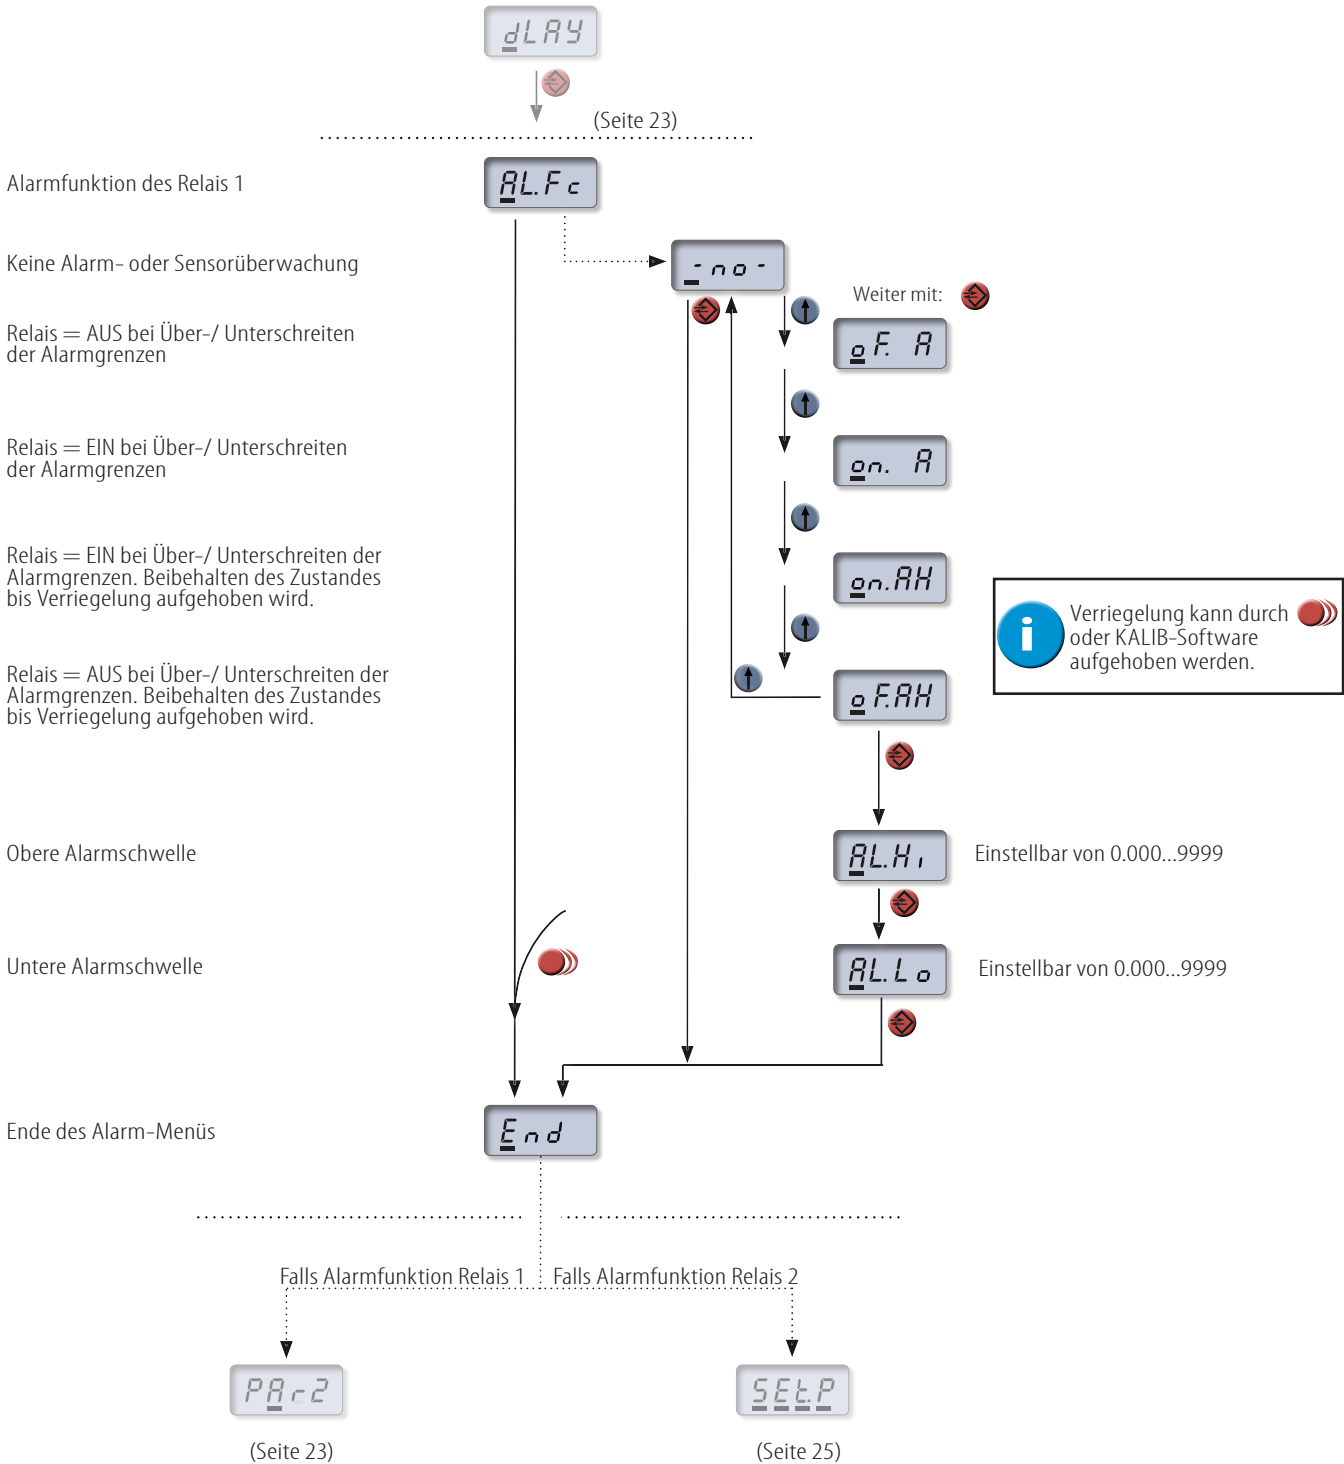 dLAY
(Seite 23)
Alarmfunktion des Relais 1
AL.Fc
Keine Alarm- oder Sensorüberwachung
-no-
Weiter mit:
Relais = AUS bei Über-/ Unterschreiten
der Alarmgrenzen
oF. A
Relais = EIN bei Über-/ Unterschreiten
der Alarmgrenzen
on. A
Relais = EIN bei Über-/ Unterschreiten der
Alarmgrenzen. Beibehalten des Zustandes
bis Verriegelung aufgehoben wird.
on.AH
i
Verriegelung kann durch
oder KALIB-Software
aufgehoben werden.
Relais = AUS bei Über-/ Unterschreiten der
Alarmgrenzen. Beibehalten des Zustandes
bis Verriegelung aufgehoben wird.
oF.AH
Obere Alarmschwelle
AL.Hi
Einstellbar von 0.000...9999
Untere Alarmschwelle
AL.Lo
Einstellbar von 0.000...9999
Ende des Alarm-Menüs
End
Falls Alarmfunktion Relais 1
Falls Alarmfunktion Relais 2
PAr2
SEt.P
(Seite 23)
(Seite 25)